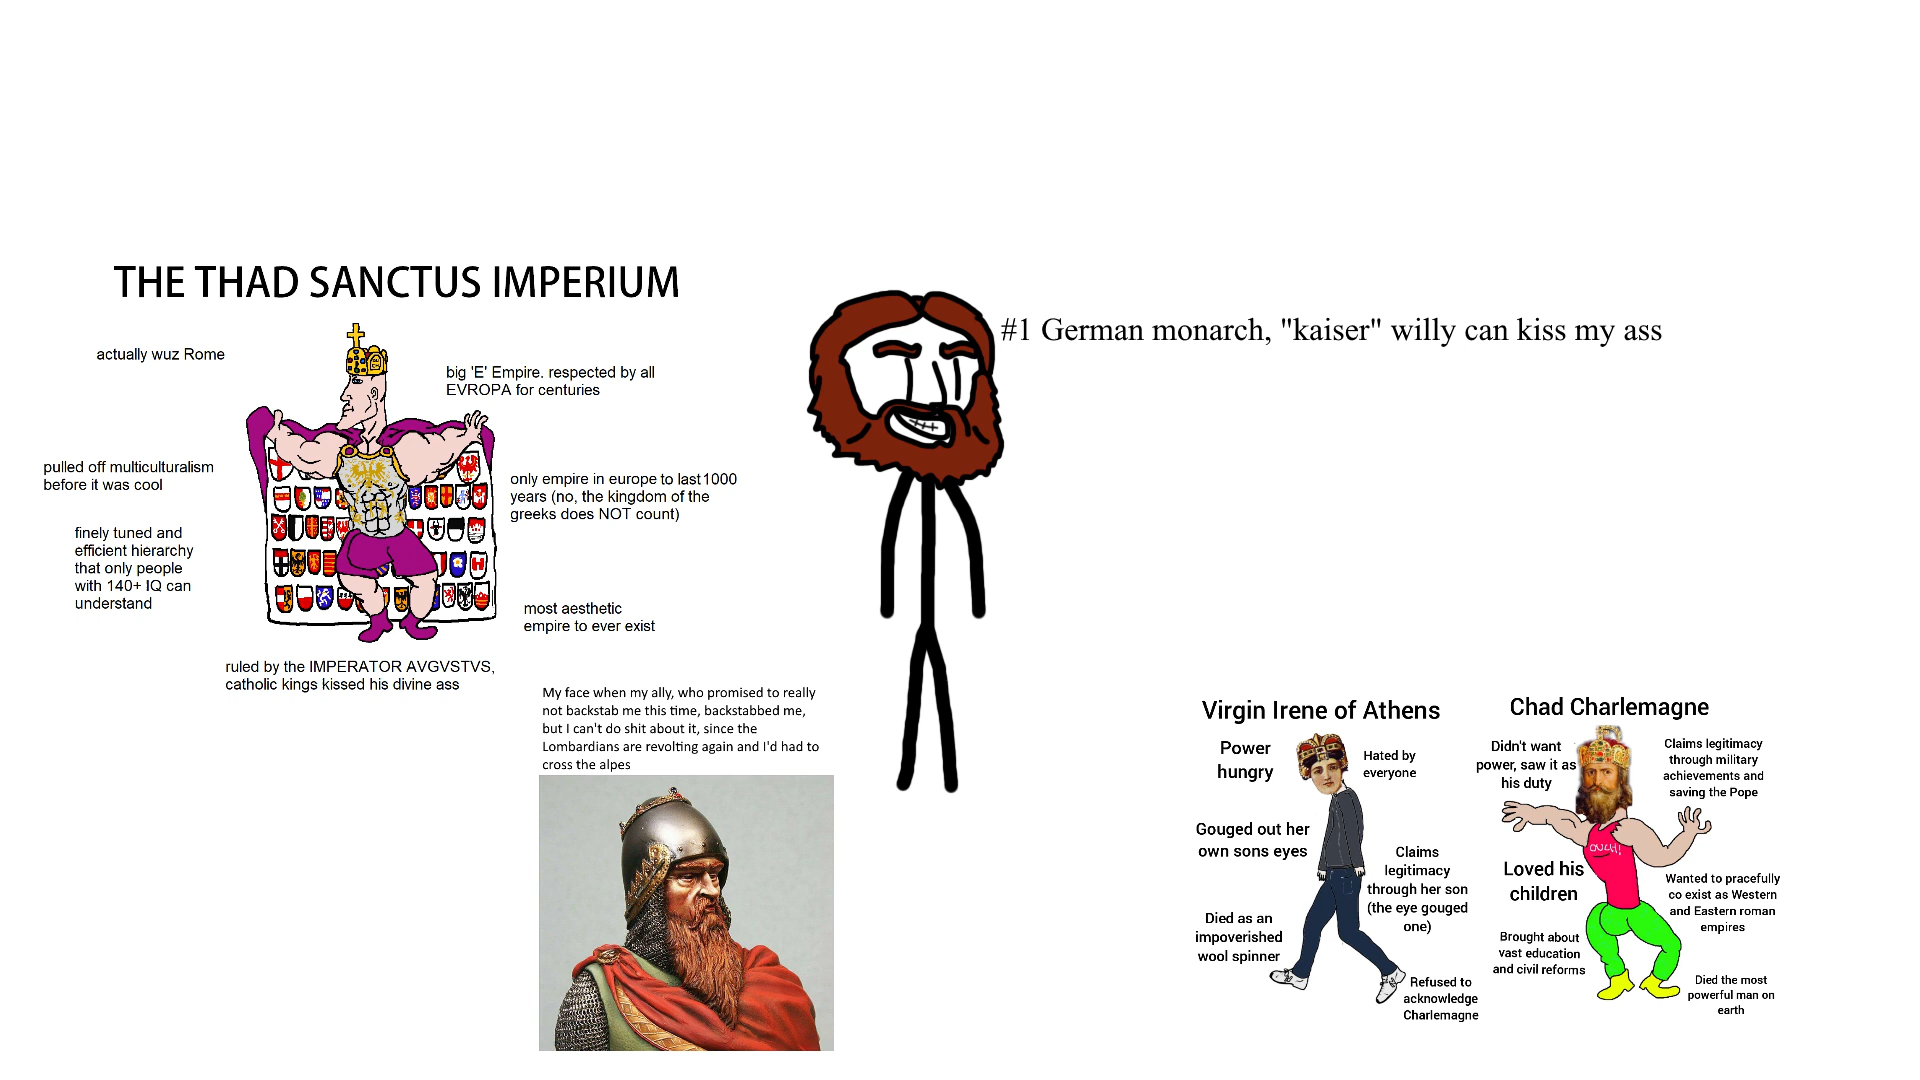 THE THAD SANCTUS IMPERIUM
actually wuz Rome
big 'E' Empire. respected by all
EVROPA for centuries
pulled off multiculturalism
before it was cool
only empire in europe to last 1000
years (no, the kingdom of the
greeks does NOT count)
finely tuned and
efficient hierarchy
that only people
with 140+ IQ can
understand
most aesthetic
empire to ever exist
ruled by the IMPERATOR AVGVSTVS,
catholic kings kissed his divine ass
#1 German monarch, "kaiser" willy can kiss my ass
My face when my ally, who promised to really
not backstab me this time, backstabbed me,
but I can't do shit about it, since the
Lombardians are revolting again and I'd had to
cross the alpes
Virgin Irene of Athens
Power
hungry
Hated by
everyone
Gouged out her
own sons eyes
Claims
legitimacy
through her son
(the eye gouged
one)
Died as an
impoverished
wool spinner
Refused to
acknowledge
Charlemagne
Chad Charlemagne
Didn't want
power, saw it as
his duty
Claims legitimacy
through military
achievements and
saving the Pope
OUCH!
Loved his
children
Wanted to pracefully
co exist as Western
and Eastern roman
empires
Brought about
vast education
and civil reforms
Died the most
powerful man on
earth